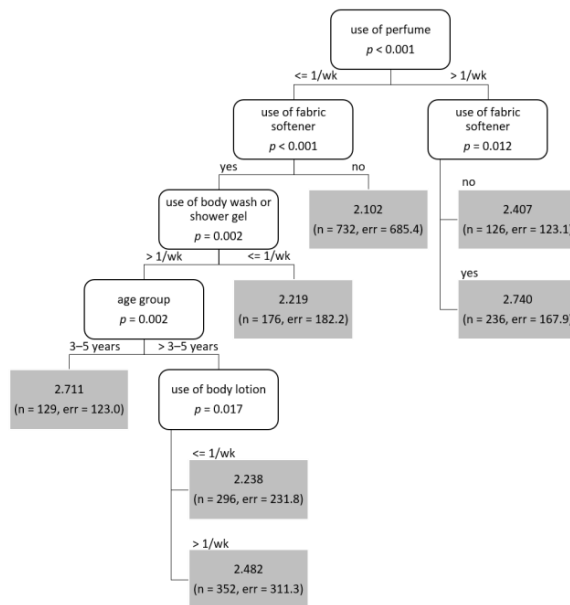 use of perfume
p < 0.001
<= 1/wk
> 1/wk
use of fabric
softener
p < 0.001
use of fabric
softener
p = 0.012
yes
no
no
use of body wash or
shower gel
p = 0.002
2.102
(n = 732, err = 685.4)
2.407
(n = 126, err = 123.1)
> 1/wk
<= 1/wk
yes
age group
p = 0.002
2.219
(n = 176, err = 182.2)
2.740
(n = 236, err = 167.9)
3–5 years
> 3–5 years
2.711
(n = 129, err = 123.0)
use of body lotion
p = 0.017
<= 1/wk
2.238
(n = 296, err = 231.8)
> 1/wk
2.482
(n = 352, err = 311.3)